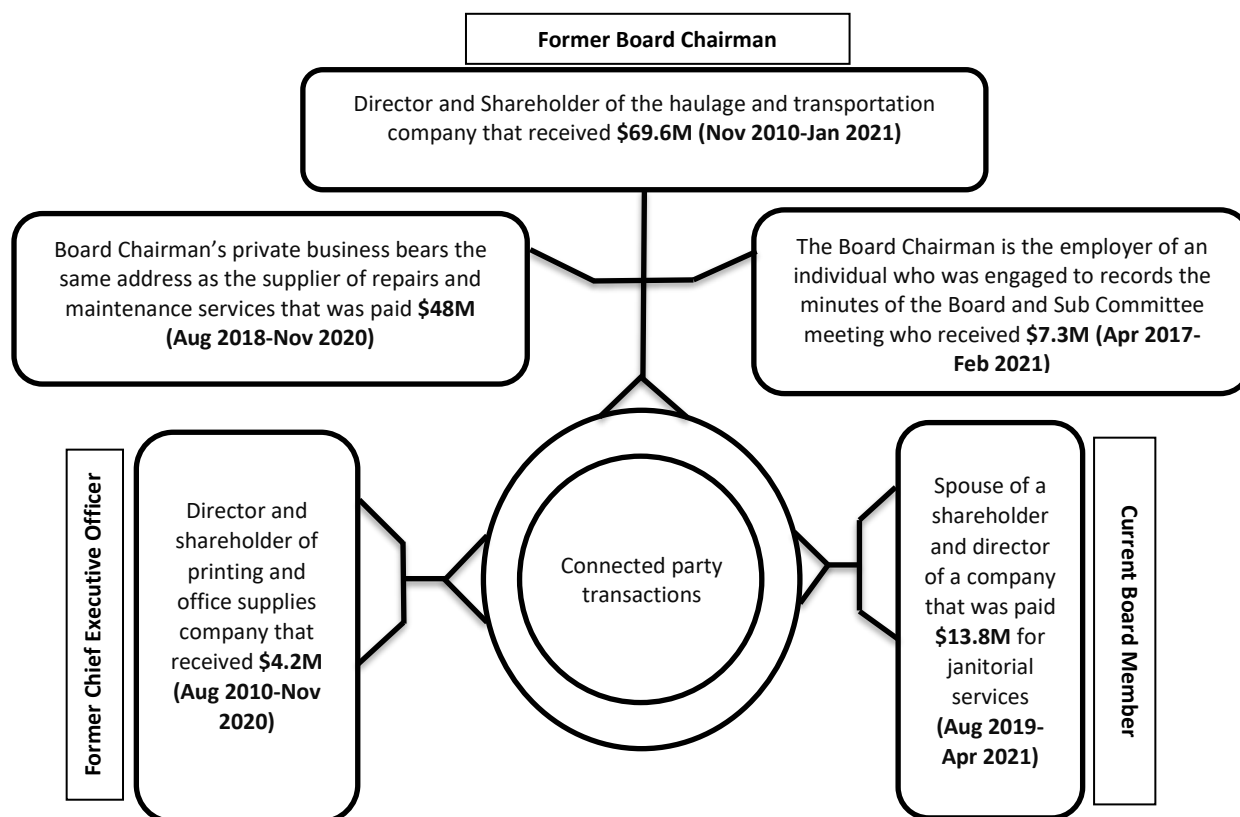 Former Board Chairman
Director and Shareholder of the haulage and transportation
company that received $69.6M (Nov 2010-Jan 2021)
Board Chairman's private business bears the
same address as the supplier of repairs and
maintenance services that was paid $48M
(Aug 2018-Nov 2020)
The Board Chairman is the employer of an
individual who was engaged to records the
minutes of the Board and Sub Committee
meeting who received $7.3M (Apr 2017-
Feb 2021)
Former Chief Executive Officer
Director and
shareholder of
printing and
office supplies
company that
received $4.2M
(Aug 2010-Nov
2020)
Connected party
transactions
Spouse of a
shareholder
and director
of a company
that was paid
$13.8M for
janitorial
services
(Aug 2019-
Apr 2021)
Current Board Member